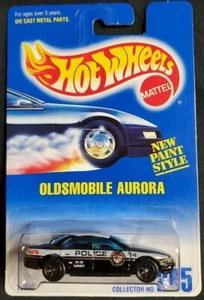 For ages over 3 years.
DIE CAST METAL PARTS.
Hot Wheels
MATTEL
NEW
PAINT
STYLE
OLDSMOBILE AURORA
POLICE 14
COLLECTOR NO.